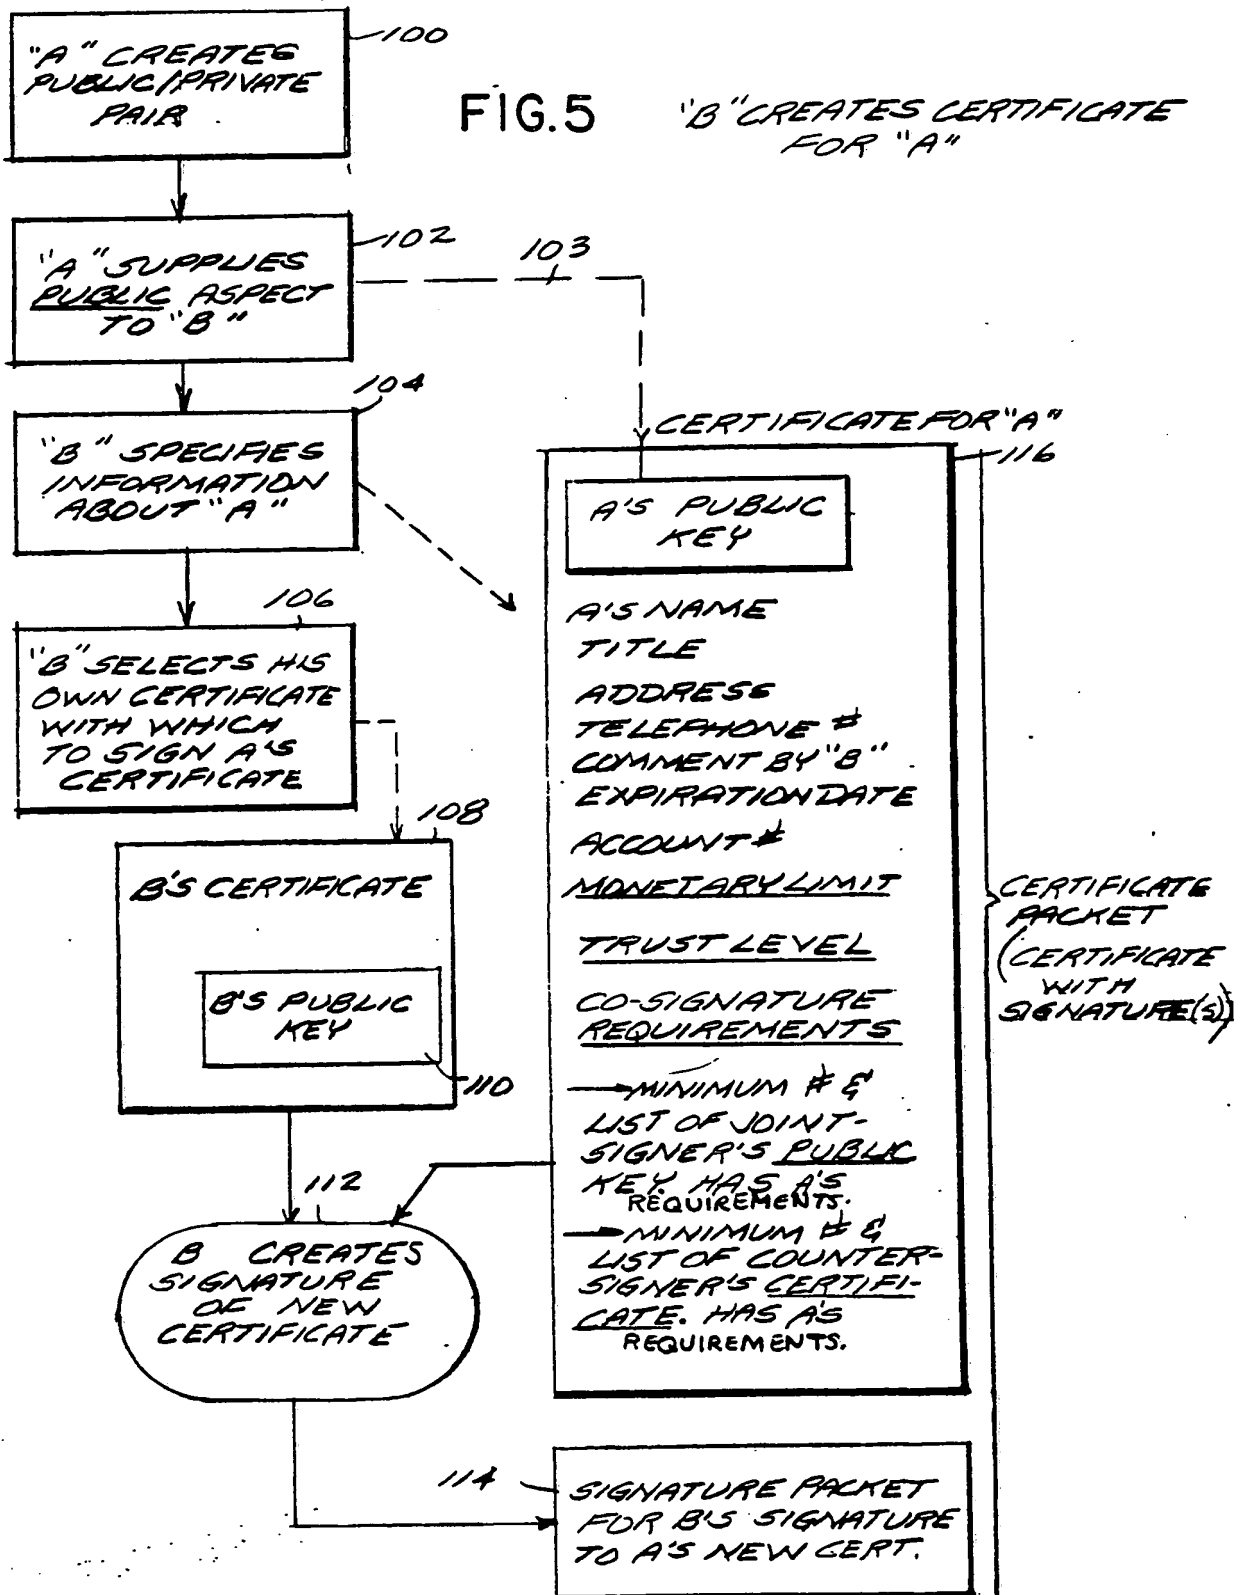 "A" CREATES
PUBLIC/PRIVATE
PAIR
100
FIG.5
"B" CREATES CERTIFICATE
FOR "A"
"A" SUPPLIES
PUBLIC ASPECT
TO "B"
102
103
"B" SPECIFIES
INFORMATION
ABOUT "A"
104
"B" SELECTS HIS
OWN CERTIFICATE
WITH WHICH
TO SIGN A'S
CERTIFICATE
106
B'S CERTIFICATE
108
B'S PUBLIC
KEY
110
B CREATES
SIGNATURE
OF NEW
CERTIFICATE
112
CERTIFICATE FOR "A"
116
A'S PUBLIC
KEY
A'S NAME
TITLE
ADDRESS
TELEPHONE #
COMMENT BY "B"
EXPIRATION DATE
ACCOUNT #
MONETARY LIMIT
TRUST LEVEL
CO-SIGNATURE
REQUIREMENTS
MINIMUM # &
LIST OF JOINT-
SIGNER'S PUBLIC
KEY. HAS A'S
REQUIREMENTS.
MINIMUM # &
LIST OF COUNTER-
SIGNER'S CERTIFI-
CATE. HAS A'S
REQUIREMENTS.
CERTIFICATE
PACKET
(CERTIFICATE
WITH
SIGNATURE(S))
114
SIGNATURE PACKET
FOR B'S SIGNATURE
TO A'S NEW CERT.